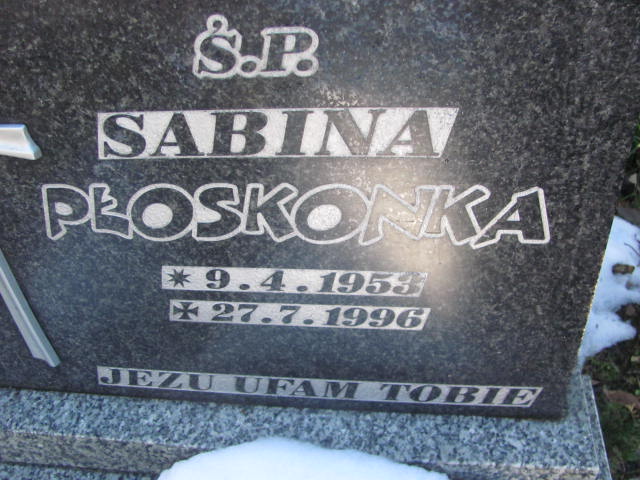 Ś.P.
SABINA
PŁOSKONKA
* 9.4.1953
✠ 27.7.1996
JEZU UFAM TOBIE